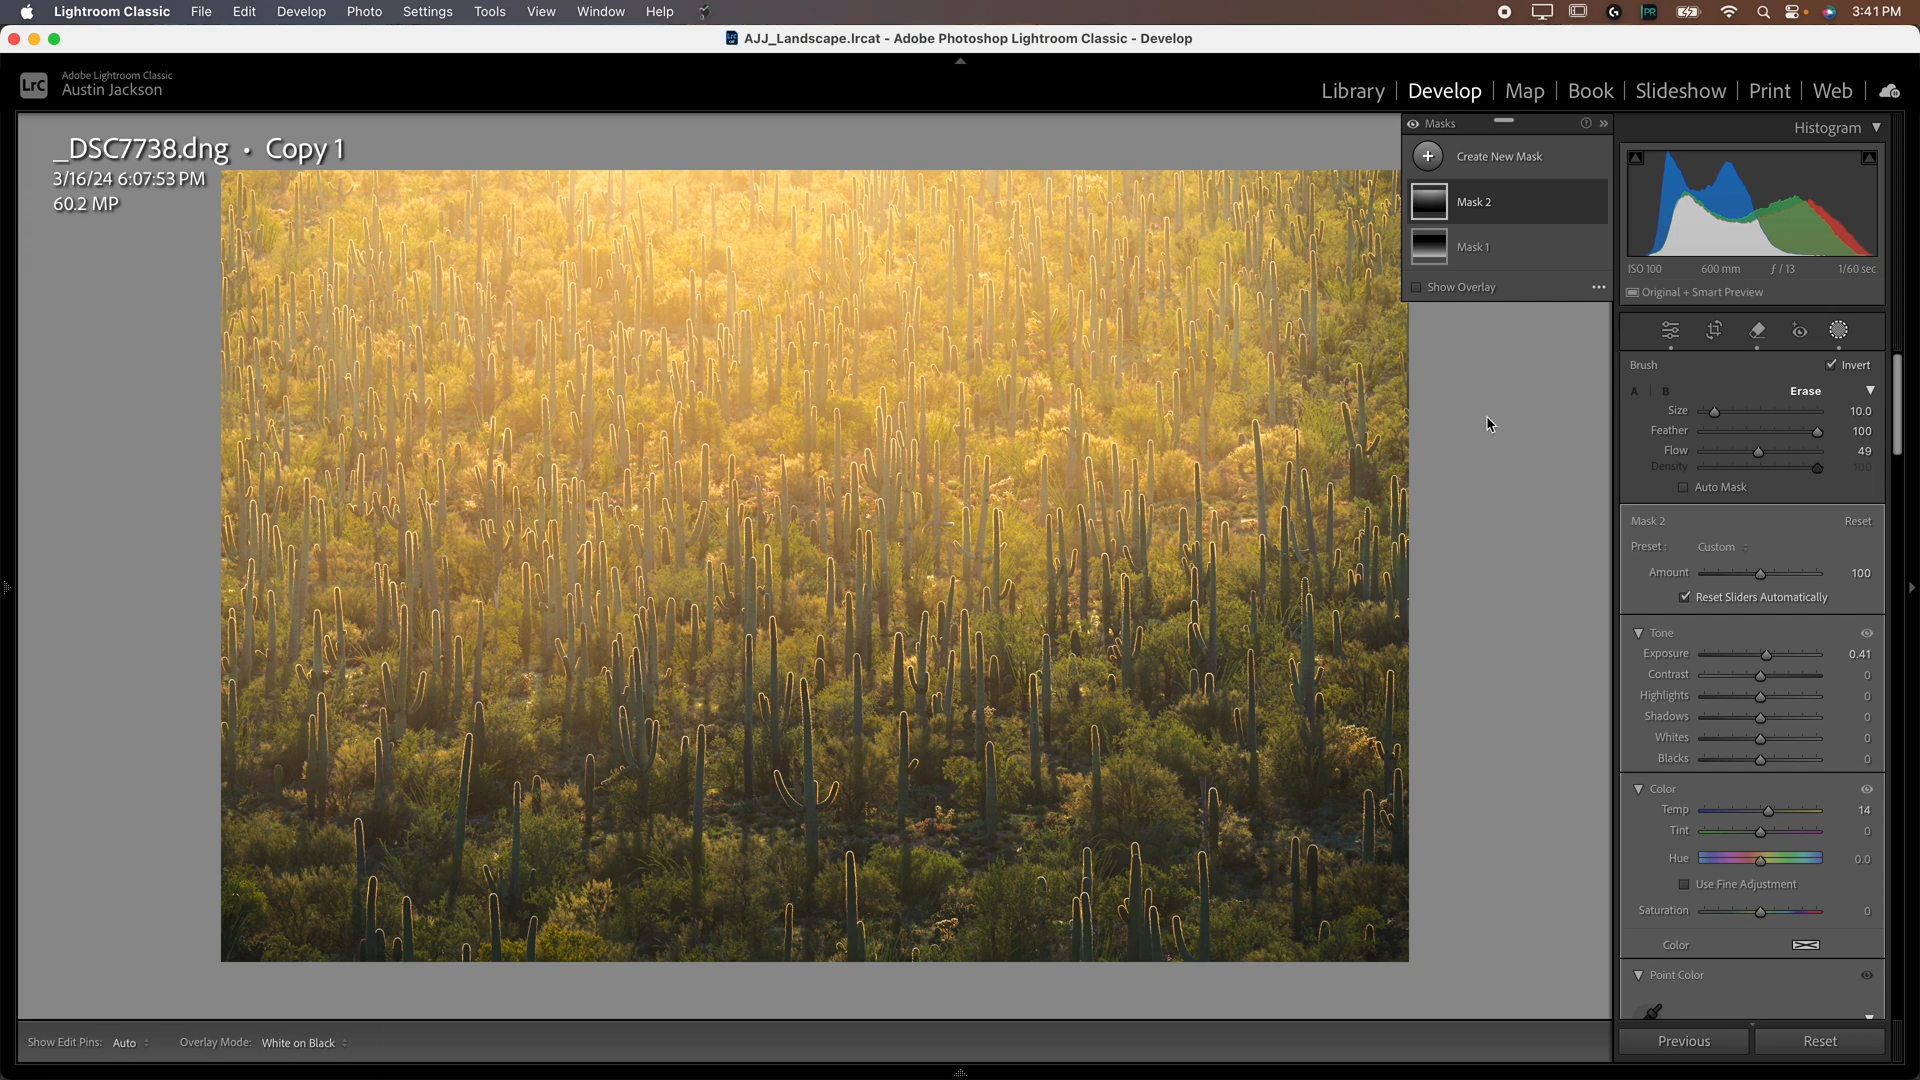 Lightroom Classic File Edit Develop Photo Settings Tools View Window Help PR 3:41 PM
AJJ_Landscape.lrcat - Adobe Photoshop Lightroom Classic - Develop
LrC Adobe Lightroom Classic
Austin Jackson
Library | Develop | Map | Book | Slideshow | Print | Web
_DSC7738.dng • Copy 1
3/16/24 6:07:53 PM
60.2 MP
Masks
Create New Mask
Mask 2
Mask 1
Show Overlay
Histogram
ISO 100 600 mm ƒ / 13 1/60 sec
Original + Smart Preview
Brush Invert
A B Erase
Size 10.0
Feather 100
Flow 49
Density 100
Auto Mask
Mask 2 Reset
Preset: Custom
Amount 100
Reset Sliders Automatically
Tone
Exposure 0.41
Contrast 0
Highlights 0
Shadows 0
Whites 0
Blacks 0
Color
Temp 14
Tint 0
Hue 0.0
Use Fine Adjustment
Saturation 0
Color
Point Color
Previous Reset
Show Edit Pins: Auto Overlay Mode: White on Black